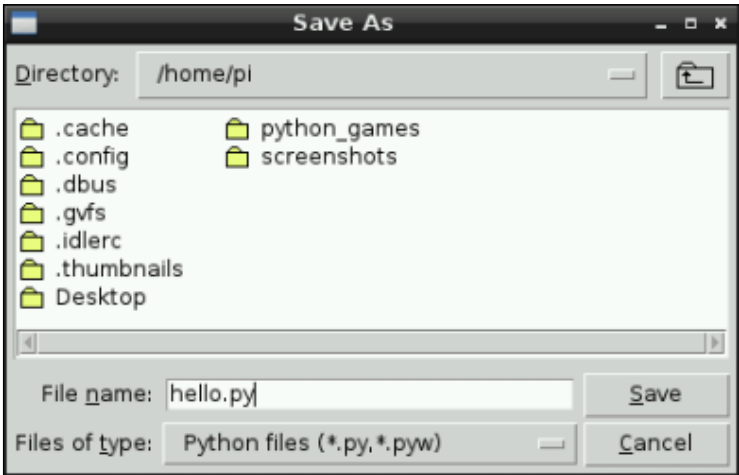 Save As
Directory: /home/pi
.cache python_games
.config screenshots
.dbus
.gvfs
.idlerc
.thumbnails
Desktop
File name: hello.py Save
Files of type: Python files (*.py,*.pyw) Cancel